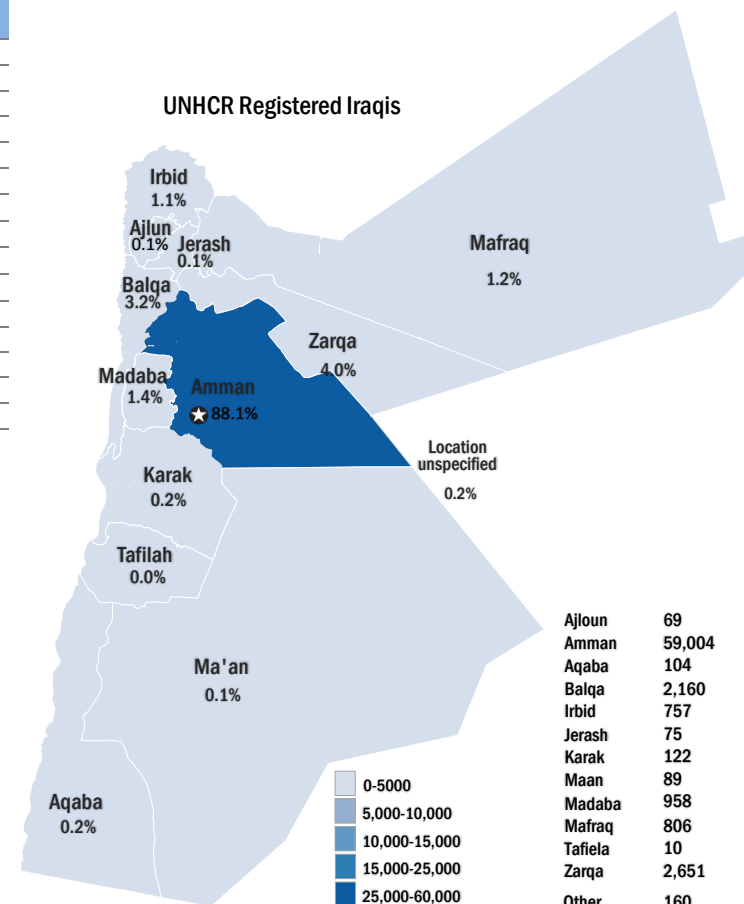 UNHCR Registered Iraqis
Irbid
1.1%
Ajlun
0.1%
Jerash
0.1%
Mafraq
1.2%
Balqa
3.2%
Zarqa
4.0%
Madaba
1.4%
Amman
88.1%
Location
unspecified
0.2%
Karak
0.2%
Tafilah
0.0%
Ma'an
0.1%
Aqaba
0.2%
0-5000
5,000-10,000
10,000-15,000
15,000-25,000
25,000-60,000
Ajloun 69
Amman 59,004
Aqaba 104
Balqa 2,160
Irbid 757
Jerash 75
Karak 122
Maan 89
Madaba 958
Mafraq 806
Tafiela 10
Zarqa 2,651
Other 160